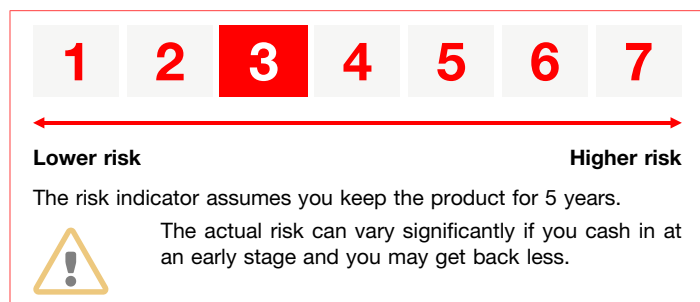 1 2 3 4 5 6 7
Lower risk Higher risk
The risk indicator assumes you keep the product for 5 years.
The actual risk can vary significantly if you cash in at
an early stage and you may get back less.